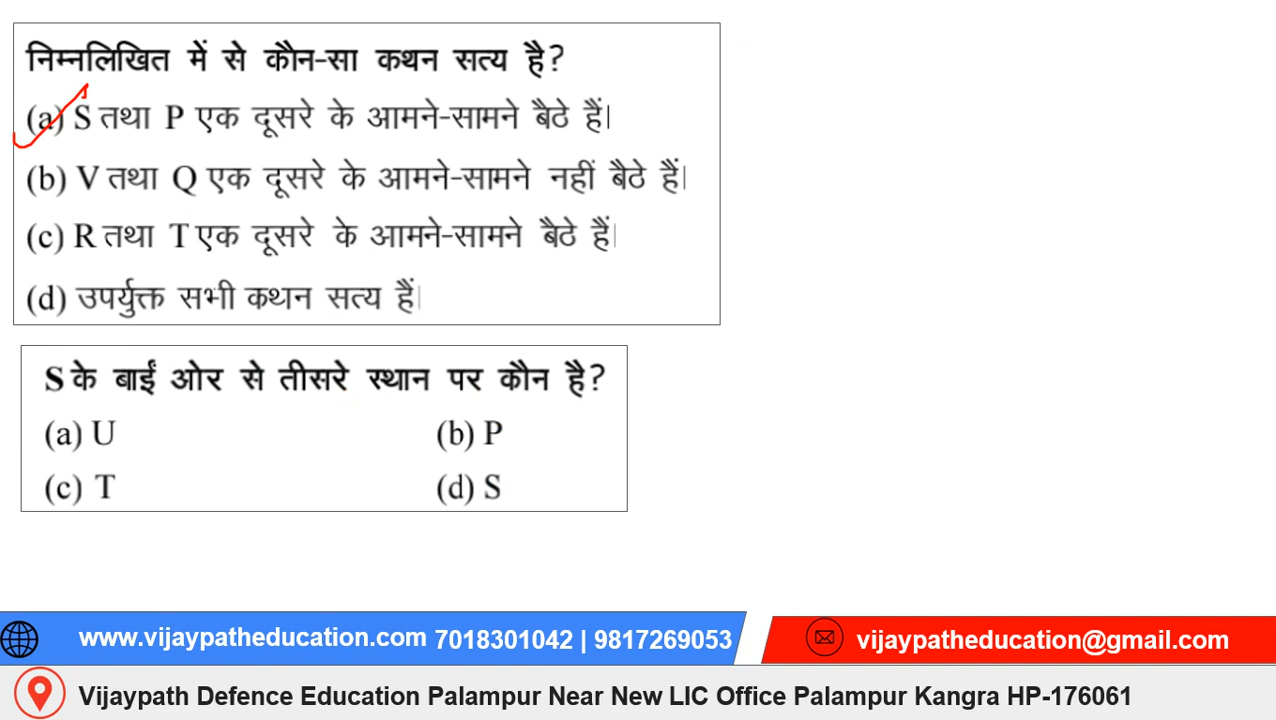 निम्नलिखित में से कौन-सा कथन सत्य है?
(a) S तथा P एक दूसरे के आमने-सामने बैठे हैं।
(b) V तथा Q एक दूसरे के आमने-सामने नहीं बैठे हैं।
(c) R तथा T एक दूसरे के आमने-सामने बैठे हैं।
(d) उपर्युक्त सभी कथन सत्य हैं।
S के बाईं ओर से तीसरे स्थान पर कौन है?
(a) U (b) P
(c) T (d) S
www.vijaypatheducation.com 7018301042 | 9817269053 vijaypatheducation@gmail.com
Vijaypath Defence Education Palampur Near New LIC Office Palampur Kangra HP-176061